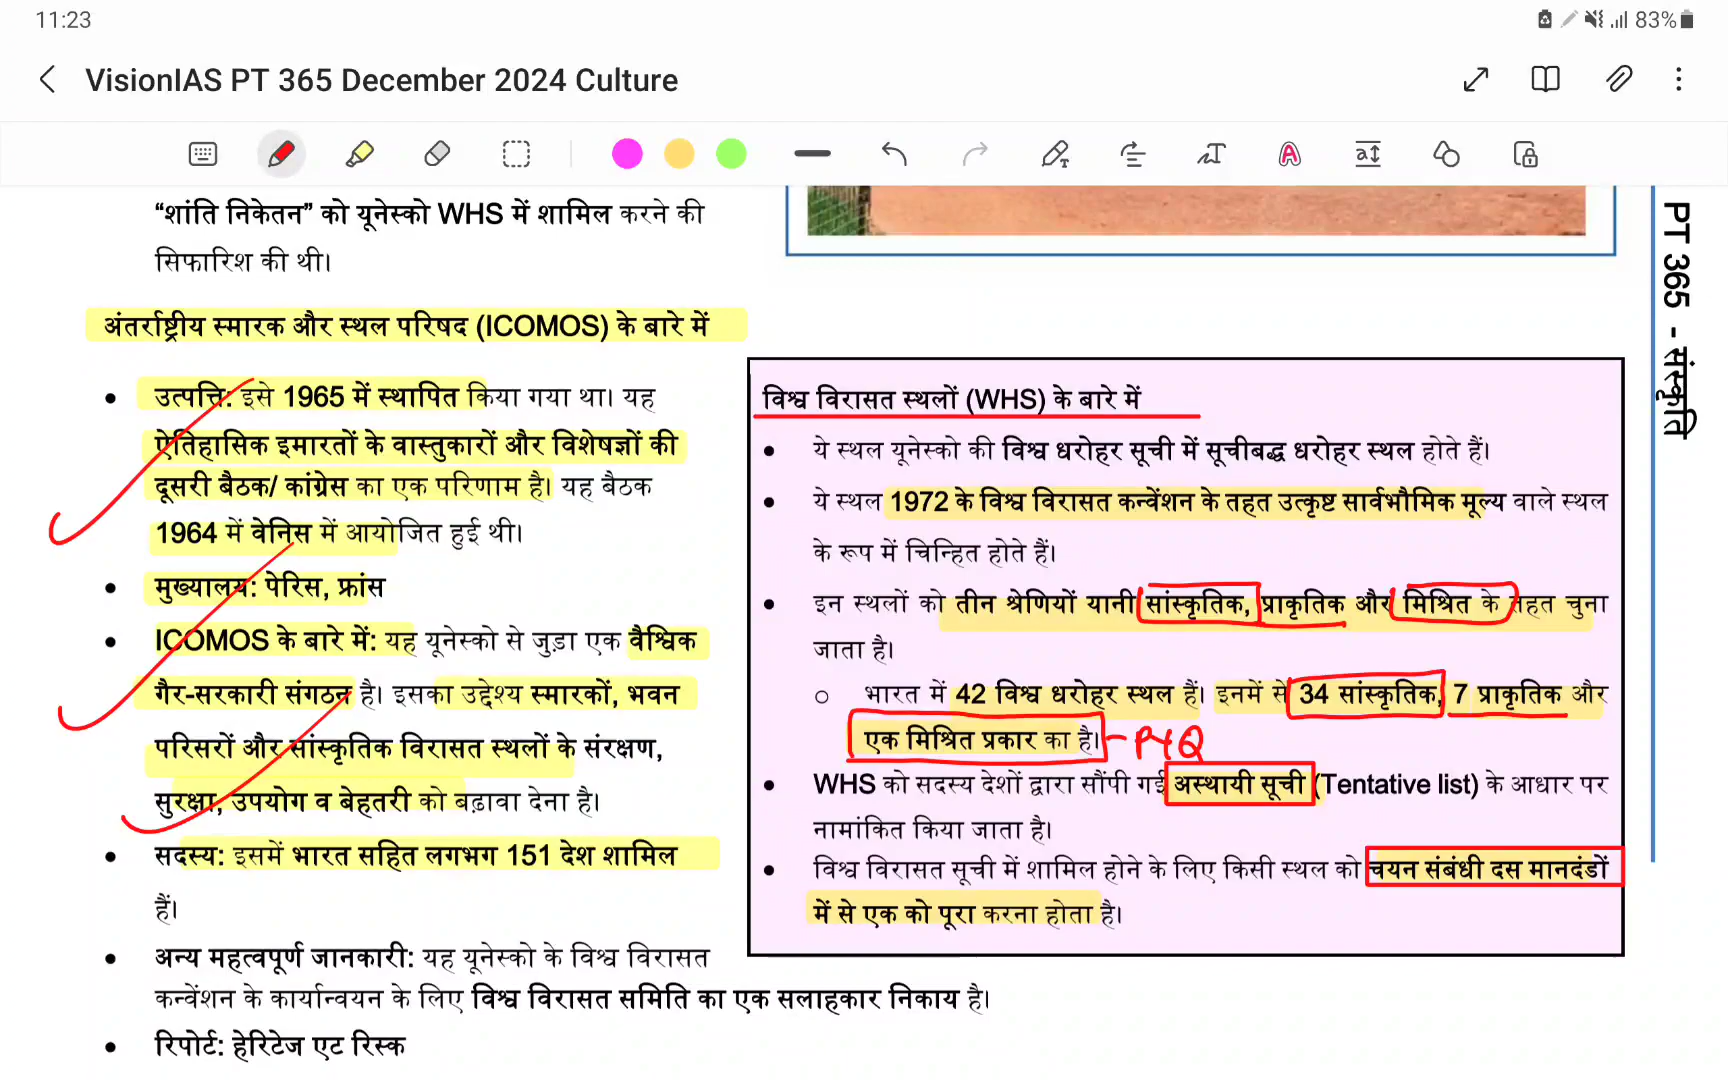 11:23
83%
VisionIAS PT 365 December 2024 Culture
“शांति निकेतन” को यूनेस्को WHS में शामिल करने की
सिफारिश की थी।
अंतर्राष्ट्रीय स्मारक और स्थल परिषद (ICOMOS) के बारे में
• उत्पत्ति: इसे 1965 में स्थापित किया गया था। यह
ऐतिहासिक इमारतों के वास्तुकारों और विशेषज्ञों की
दूसरी बैठक/ कांग्रेस का एक परिणाम है। यह बैठक
1964 में वेनिस में आयोजित हुई थी।
• मुख्यालय: पेरिस, फ्रांस
• ICOMOS के बारे में: यह यूनेस्को से जुड़ा एक वैश्विक
गैर-सरकारी संगठन है। इसका उद्देश्य स्मारकों, भवन
परिसरों और सांस्कृतिक विरासत स्थलों के संरक्षण,
सुरक्षा, उपयोग व बेहतरी को बढ़ावा देना है।
• सदस्य: इसमें भारत सहित लगभग 151 देश शामिल
हैं।
• अन्य महत्वपूर्ण जानकारी: यह यूनेस्को के विश्व विरासत
कन्वेंशन के कार्यान्वयन के लिए विश्व विरासत समिति का एक सलाहकार निकाय है।
• रिपोर्ट: हेरिटेज एट रिस्क
विश्व विरासत स्थलों (WHS) के बारे में
• ये स्थल यूनेस्को की विश्व धरोहर सूची में सूचीबद्ध धरोहर स्थल होते हैं।
• ये स्थल 1972 के विश्व विरासत कन्वेंशन के तहत उत्कृष्ट सार्वभौमिक मूल्य वाले स्थल
के रूप में चिन्हित होते हैं।
• इन स्थलों को तीन श्रेणियों यानी सांस्कृतिक, प्राकृतिक और मिश्रित के तहत चुना
जाता है।
o भारत में 42 विश्व धरोहर स्थल हैं। इनमें से 34 सांस्कृतिक, 7 प्राकृतिक और
एक मिश्रित प्रकार का है। - PYQ
• WHS को सदस्य देशों द्वारा सौंपी गई अस्थायी सूची (Tentative list) के आधार पर
नामांकित किया जाता है।
• विश्व विरासत सूची में शामिल होने के लिए किसी स्थल को चयन संबंधी दस मानदंडों
में से एक को पूरा करना होता है।
PT 365 - संस्कृति